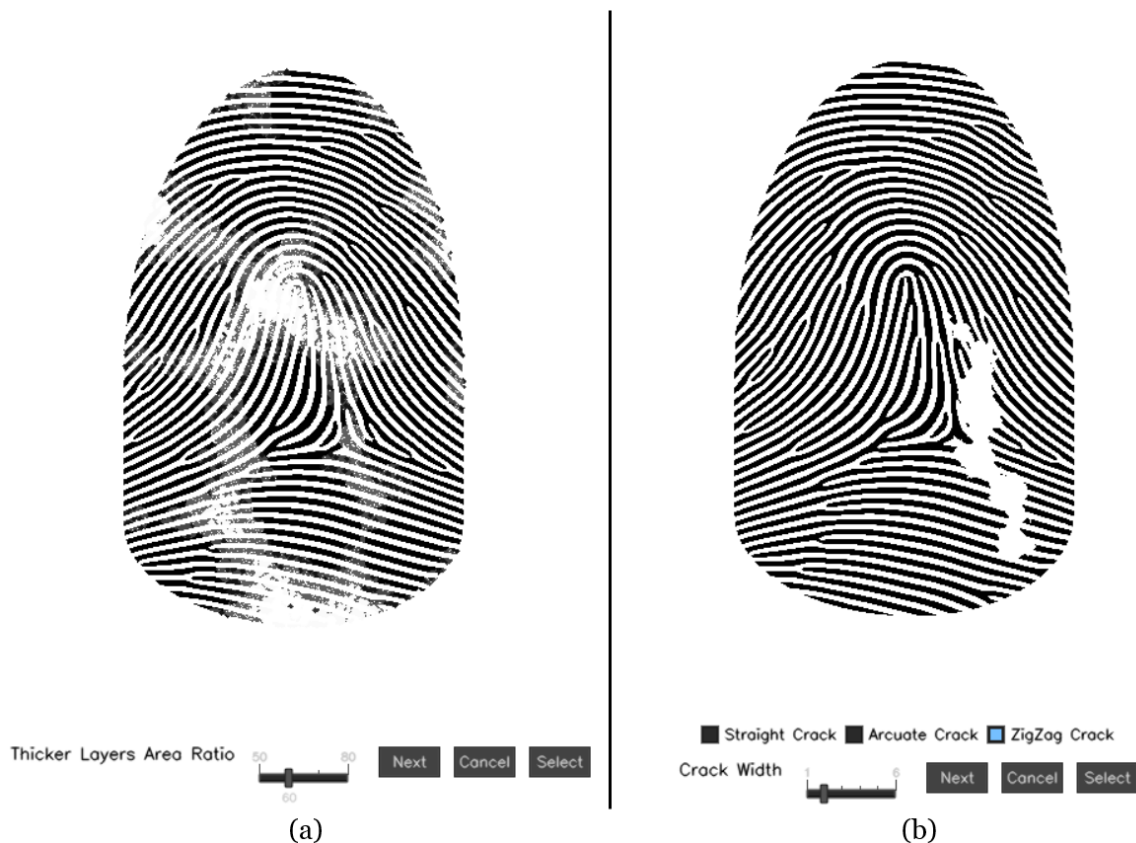 Thicker Layers Area Ratio
50 80
60
Next Cancel Select
(a)
Straight Crack Arcuate Crack ZigZag Crack
Crack Width
1 6
Next Cancel Select
(b)